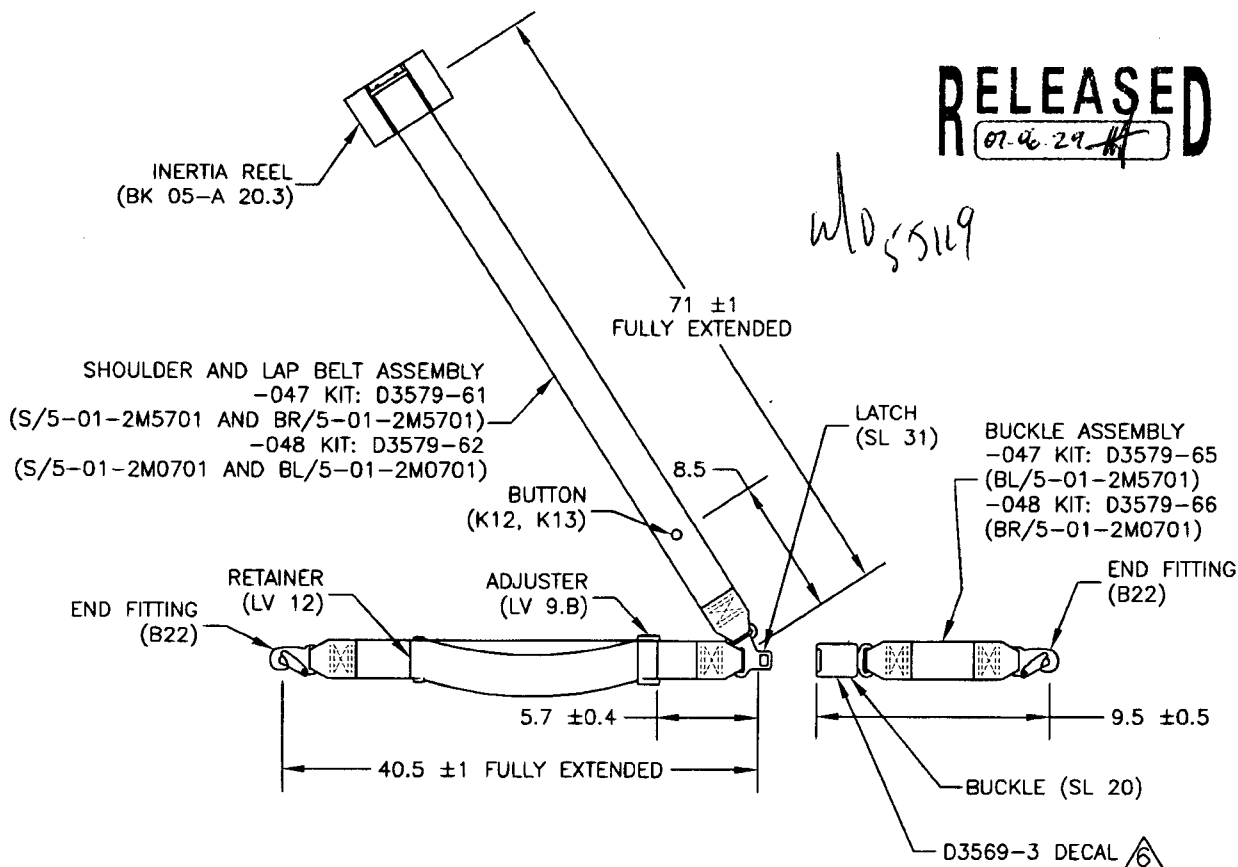 RELEASED
07-06-29
INERTIA REEL
(BK 05-A 20.3)
71 ±1
FULLY EXTENDED
SHOULDER AND LAP BELT ASSEMBLY
-047 KIT: D3579-61
(S/5-01-2M5701 AND BR/5-01-2M5701)
-048 KIT: D3579-62
(S/5-01-2M0701 AND BL/5-01-2M0701)
LATCH
(SL 31)
8.5
BUCKLE ASSEMBLY
-047 KIT: D3579-65
(BL/5-01-2M5701)
-048 KIT: D3579-66
(BR/5-01-2M0701)
BUTTON
(K12, K13)
RETAINER
(LV 12)
ADJUSTER
(LV 9.B)
END FITTING
(B22)
END FITTING
(B22)
5.7 ±0.4
9.5 ±0.5
40.5 ±1 FULLY EXTENDED
BUCKLE (SL 20)
D3569-3 DECAL 6